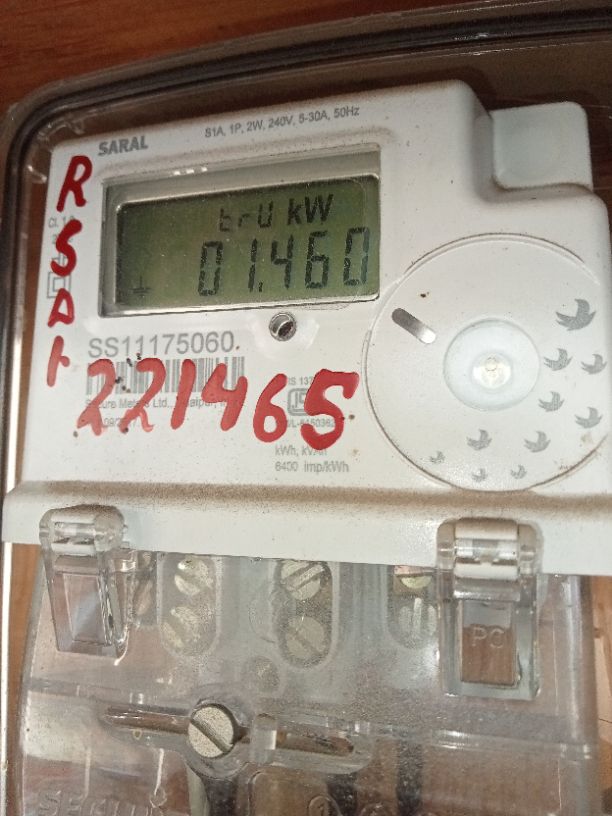 SARAL
S1A, 1P, 2W, 240V, 5-30A, 50Hz
RSDT
trU kW
01.460
SS11175060
221465
kWh, kVAh
6400 imp/kWh
PC